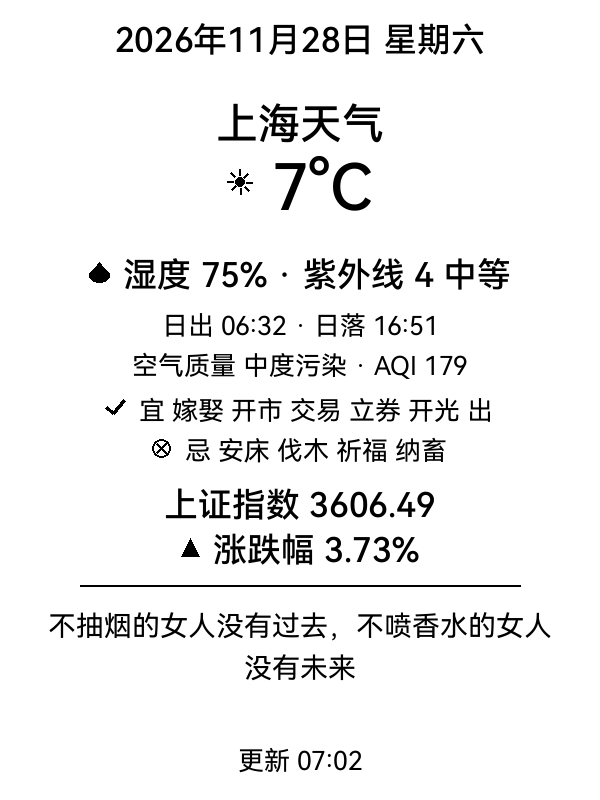 2026年11月28日 星期六
上海天气
7°C
湿度 75% · 紫外线 4 中等
日出 06:32 · 日落 16:51
空气质量 中度污染 · AQI 179
宜 嫁娶 开市 交易 立券 开光 出
忌 安床 伐木 祈福 纳畜
上证指数 3606.49
▲ 涨跌幅 3.73%
不抽烟的女人没有过去，不喷香水的女人
没有未来
更新 07:02